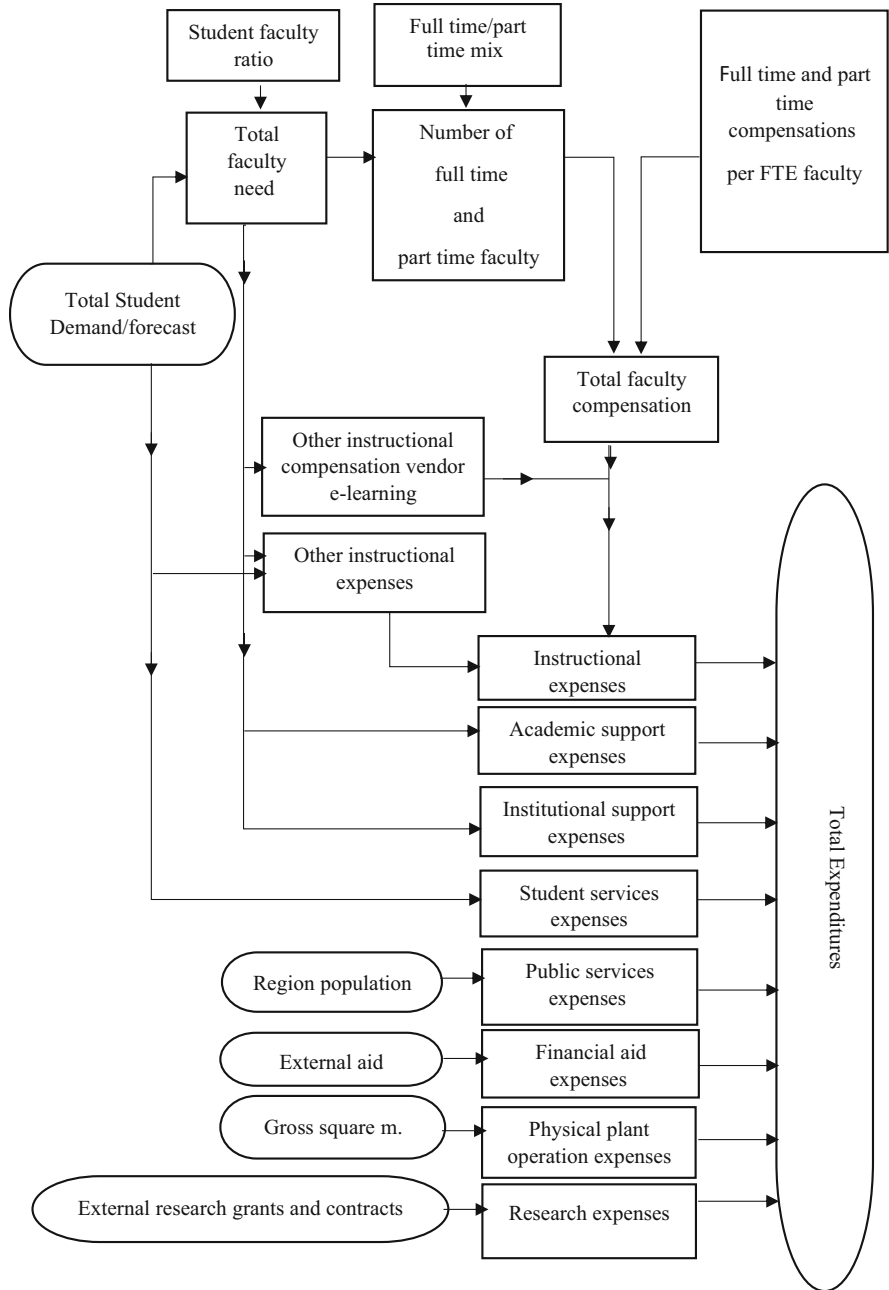 Student faculty
ratio
Full time/part
time mix
Full time and part
time
compensations
per FTE faculty
Total
faculty
need
Number of
full time
and
part time faculty
Total Student
Demand/forecast
Total faculty
compensation
Other instructional
compensation vendor
e-learning
Other instructional
expenses
Instructional
expenses
Academic support
expenses
Institutional support
expenses
Student services
expenses
Total Expenditures
Region population
Public services
expenses
External aid
Financial aid
expenses
Gross square m.
Physical plant
operation expenses
External research grants and contracts
Research expenses